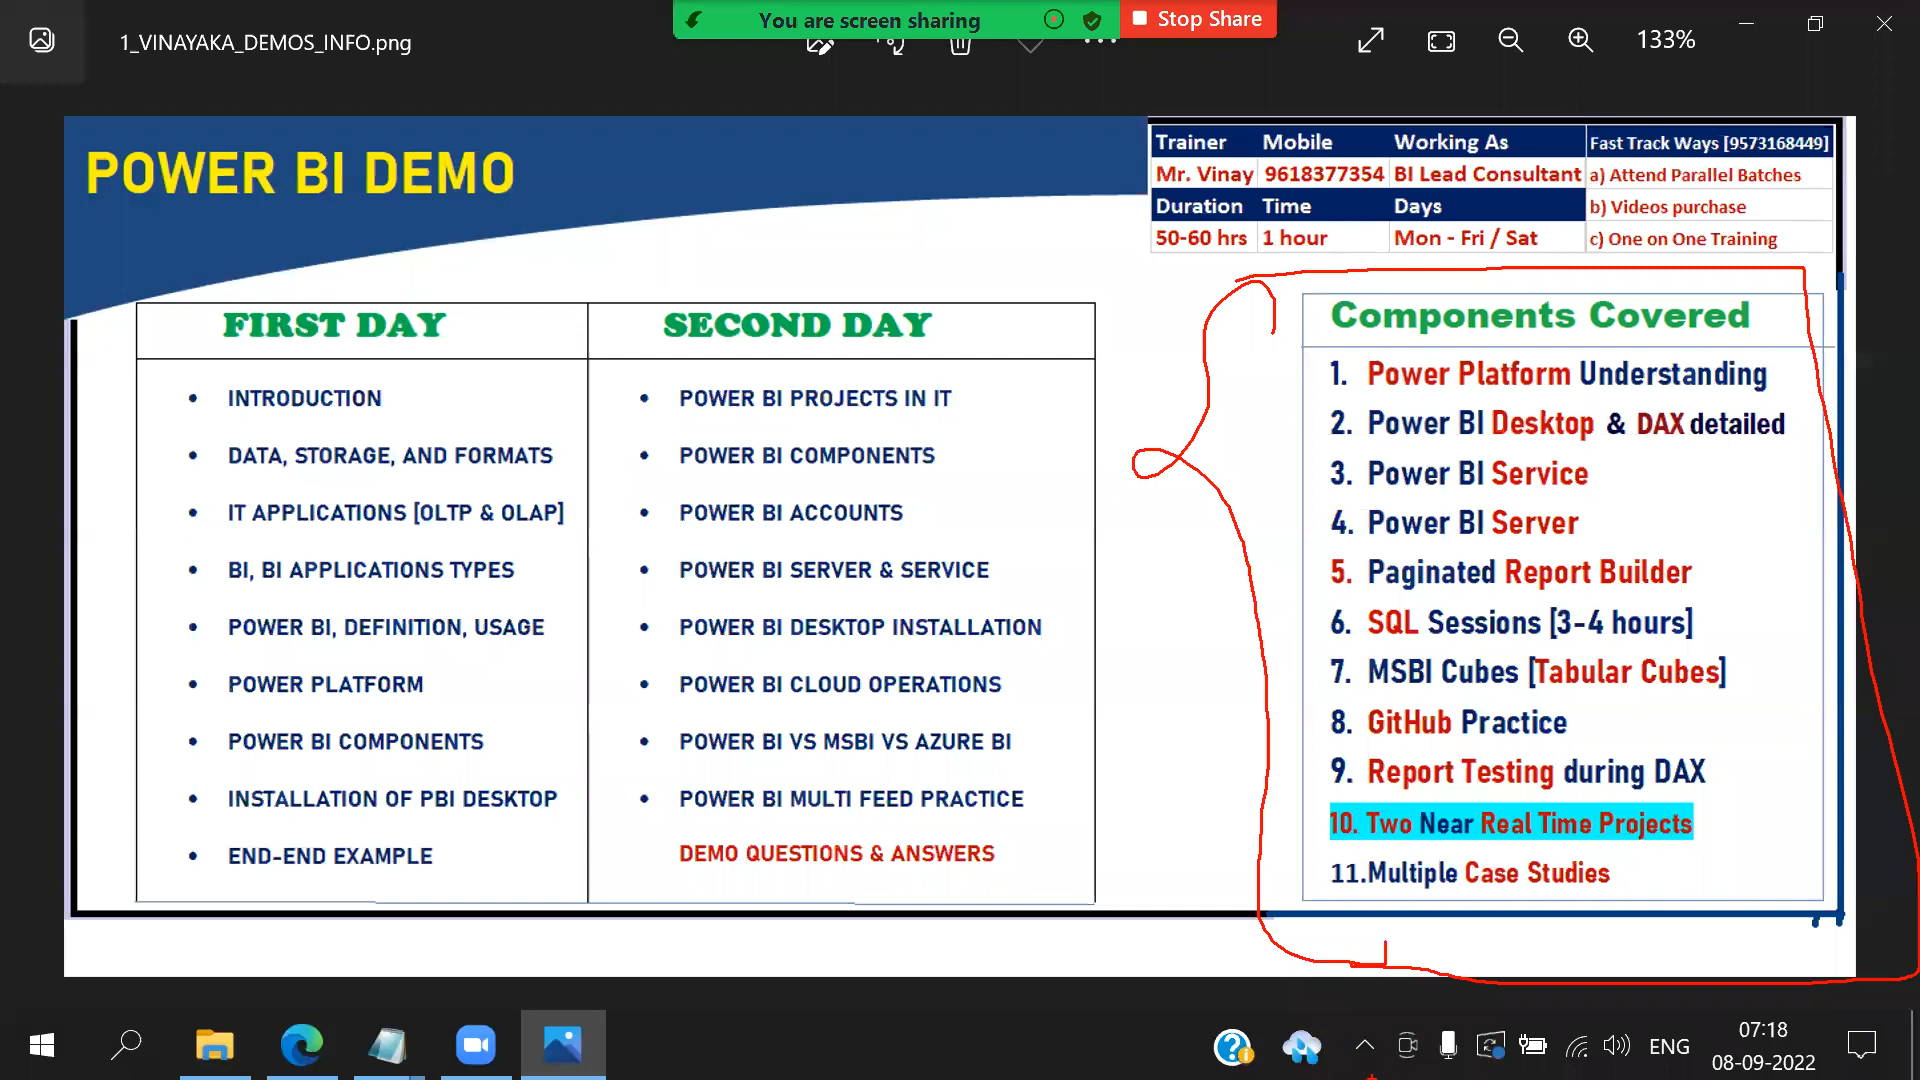 You are screen sharing
Stop Share
1_VINAYAKA_DEMOS_INFO.png
133%
POWER BI DEMO
Trainer Mobile Working As Fast Track Ways [9573168449]
Mr. Vinay 9618377354 BI Lead Consultant a) Attend Parallel Batches
Duration Time Days b) Videos purchase
50-60 hrs 1 hour Mon - Fri / Sat c) One on One Training
FIRST DAY
• INTRODUCTION
• DATA, STORAGE, AND FORMATS
• IT APPLICATIONS [OLTP & OLAP]
• BI, BI APPLICATIONS TYPES
• POWER BI, DEFINITION, USAGE
• POWER PLATFORM
• POWER BI COMPONENTS
• INSTALLATION OF PBI DESKTOP
• END-END EXAMPLE
SECOND DAY
• POWER BI PROJECTS IN IT
• POWER BI COMPONENTS
• POWER BI ACCOUNTS
• POWER BI SERVER & SERVICE
• POWER BI DESKTOP INSTALLATION
• POWER BI CLOUD OPERATIONS
• POWER BI VS MSBI VS AZURE BI
• POWER BI MULTI FEED PRACTICE
DEMO QUESTIONS & ANSWERS
Components Covered
1. Power Platform Understanding
2. Power BI Desktop & DAX detailed
3. Power BI Service
4. Power BI Server
5. Paginated Report Builder
6. SQL Sessions [3-4 hours]
7. MSBI Cubes [Tabular Cubes]
8. GitHub Practice
9. Report Testing during DAX
10. Two Near Real Time Projects
11.Multiple Case Studies
ENG
07:18
08-09-2022